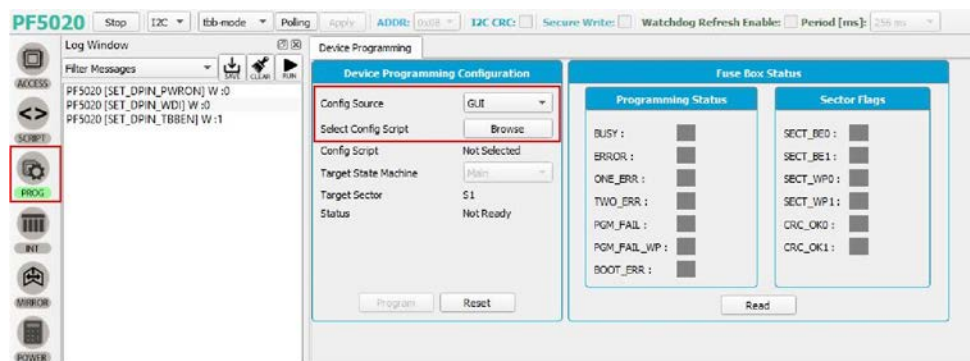 PF5020 Stop I2C tbb-mode Polling Apply ADDR: 0x08 I2C CRC: Secure Write: Watchdog Refresh Enable: Period [ms]: 256 ms
Log Window
Filter Messages SAVE CLEAR RUN
PF5020 [SET_DPIN_PWRON] W :0
PF5020 [SET_DPIN_WDI] W :0
PF5020 [SET_DPIN_TBBEN] W :1
ACCESS
SCRIPT
PROG
INT
MIRROR
POWER
Device Programming
Device Programming Configuration
Config Source GUI
Select Config Script Browse
Config Script Not Selected
Target State Machine Main
Target Sector S1
Status Not Ready
Program Reset
Fuse Box Status
Programming Status
BUSY :
ERROR :
ONE_ERR :
TWO_ERR :
PGM_FAIL :
PGM_FAIL_WP :
BOOT_ERR :
Sector Flags
SECT_BE0 :
SECT_BE1 :
SECT_WP0 :
SECT_WP1 :
CRC_OK0 :
CRC_OK1 :
Read